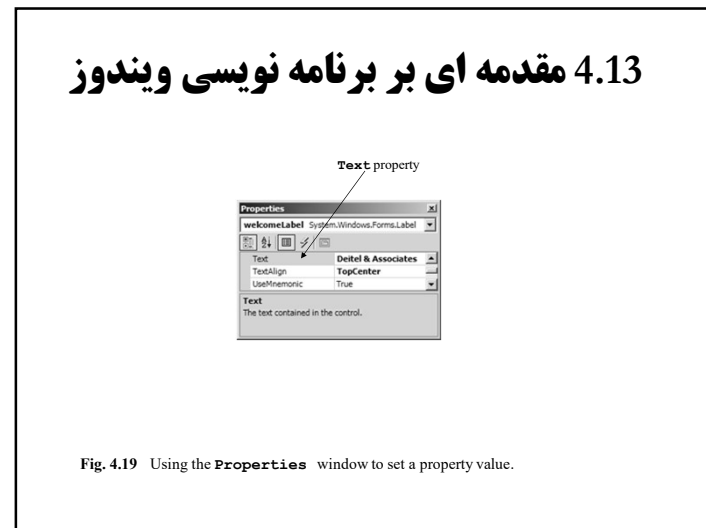 4.13 مقدمه ای بر برنامه نویسی ویندوز
Text property
Properties
welcomeLabel System.Windows.Forms.Label
Text Deitel & Associates
TextAlign TopCenter
UseMnemonic True
Text
The text contained in the control.
Fig. 4.19 Using the Properties window to set a property value.